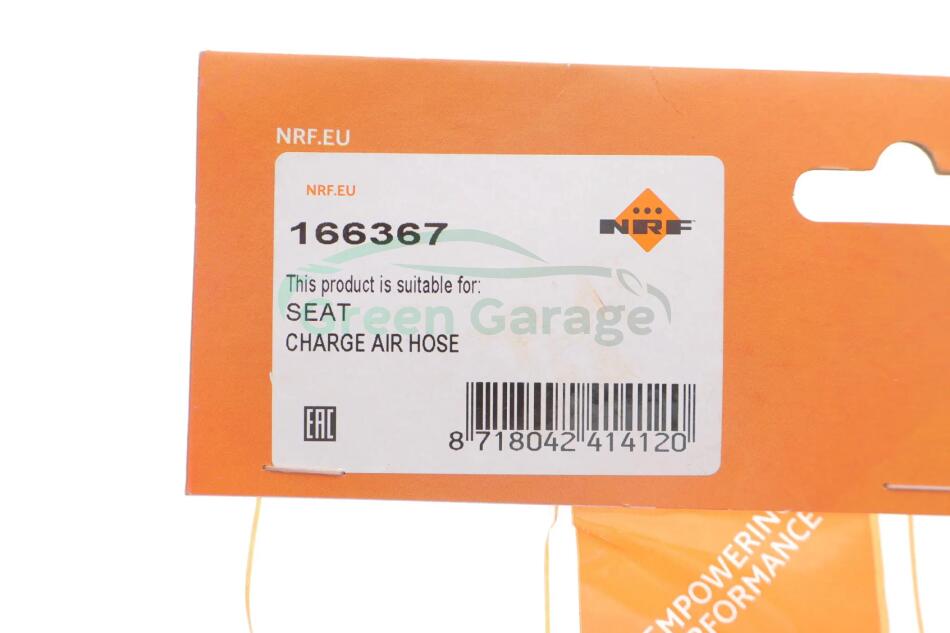 NRF.EU
NRF.EU
166367
NRF
This product is suitable for:
SEAT
Green Garage
CHARGE AIR HOSE
EAC
8 718042 414120
EMPOWERING
PERFORMANCE